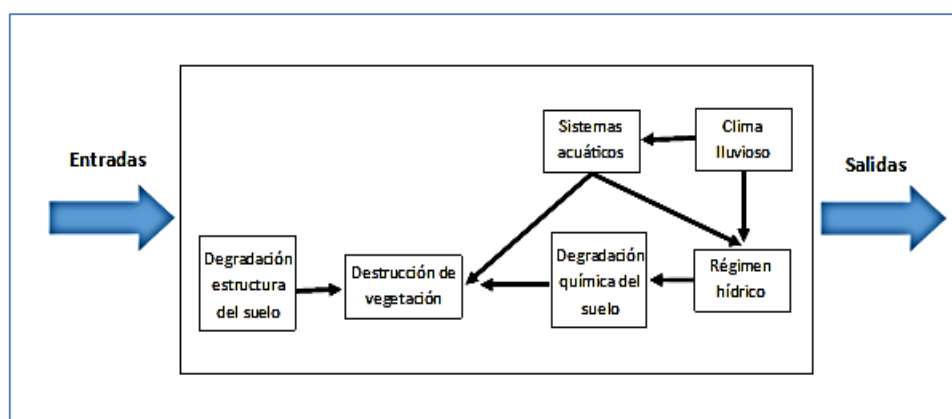 Entradas
Sistemas
acuáticos
Clima
lluvioso
Salidas
Degradación
estructura
del suelo
Destrucción de
vegetación
Degradación
química del
suelo
Régimen
hídrico